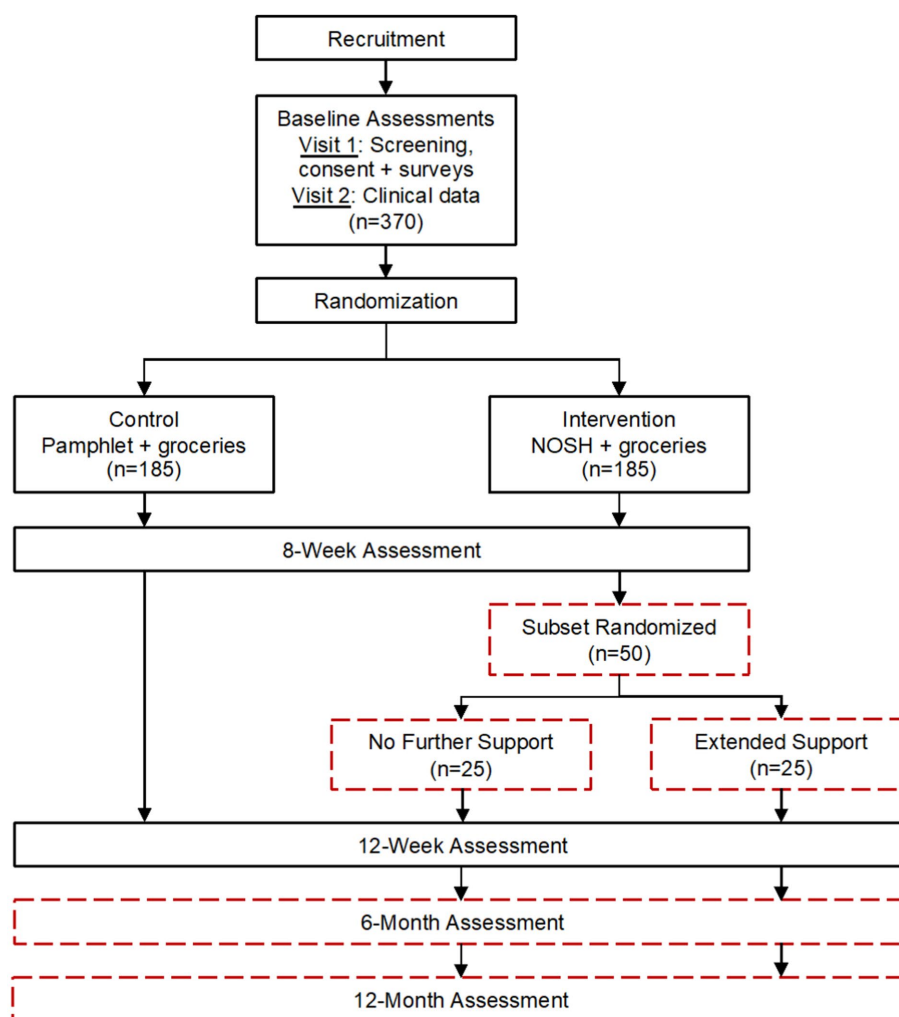 Recruitment
Baseline Assessments
Visit 1: Screening,
consent + surveys
Visit 2: Clinical data
(n=370)
Randomization
Control
Pamphlet + groceries
(n=185)
Intervention
NOSH + groceries
(n=185)
8-Week Assessment
Subset Randomized
(n=50)
No Further Support
(n=25)
Extended Support
(n=25)
12-Week Assessment
6-Month Assessment
12-Month Assessment